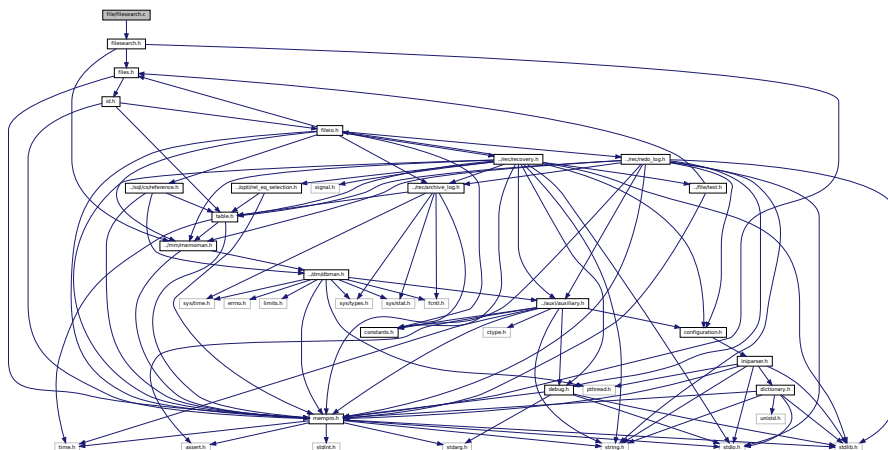 file/filesearch.c
filesearch.h
files.h
id.h
fileio.h
../rec/recovery.h
../rec/redo_log.h
../sql/cs/reference.h
../opti/rel_eq_selection.h
signal.h
../rec/archive_log.h
../file/test.h
table.h
../mm/memoman.h
../dm/dbman.h
sys/time.h
errno.h
limits.h
sys/types.h
sys/stat.h
fcntl.h
../auxi/auxiliary.h
constants.h
ctype.h
configuration.h
iniparser.h
debug.h
pthread.h
dictionary.h
mempro.h
unistd.h
time.h
assert.h
stdint.h
stdarg.h
string.h
stdio.h
stdlib.h